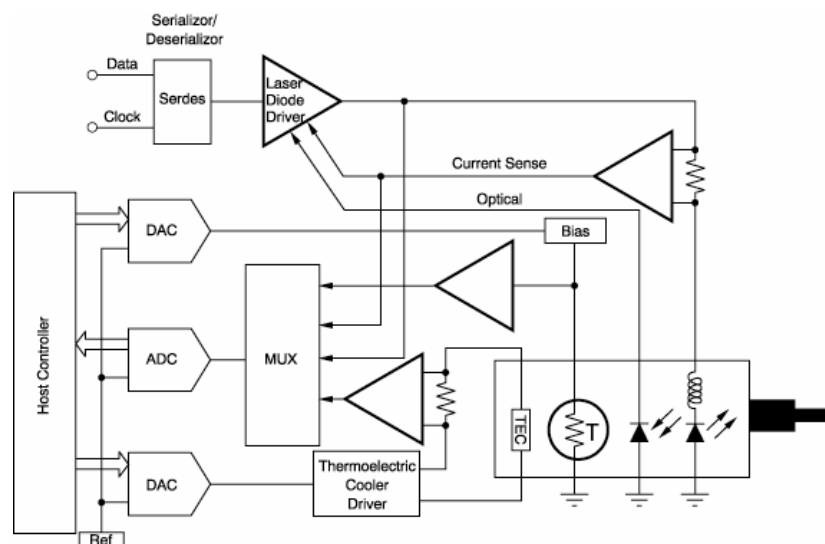 Serializor/
Deserializor
Data
Clock
Serdes
Laser
Diode
Driver
Current Sense
Optical
DAC
Bias
Host Controller
ADC
MUX
TEC
T
DAC
Thermoelectric
Cooler
Driver
Ref